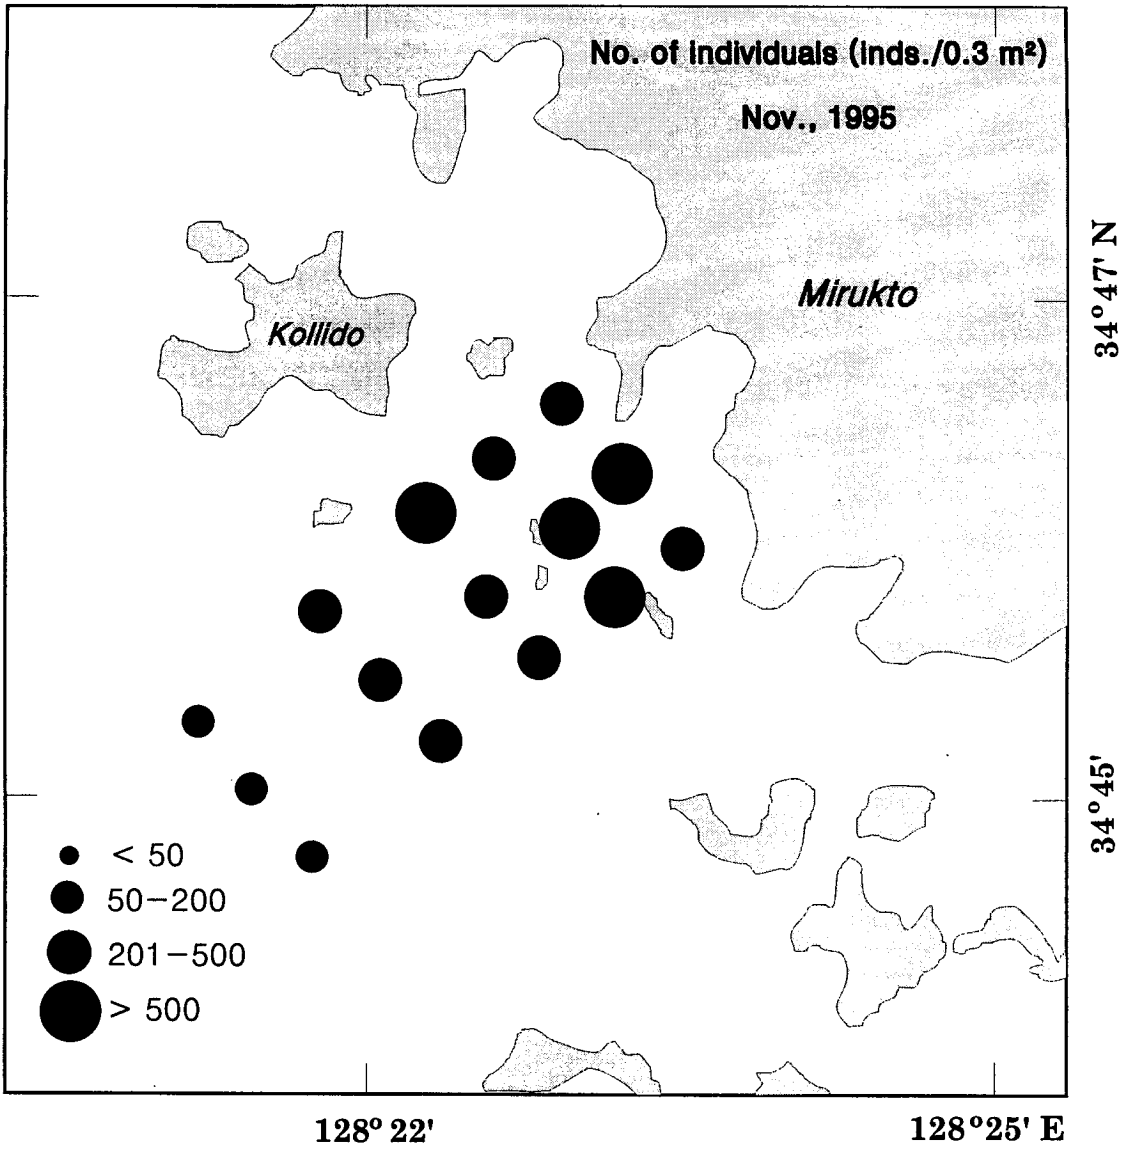 No. of individuals (inds./0.3 m²)
Nov., 1995
34°47' N
Mirukto
Kollido
34°45'
< 50
50-200
201-500
> 500
128°22'
128°25' E